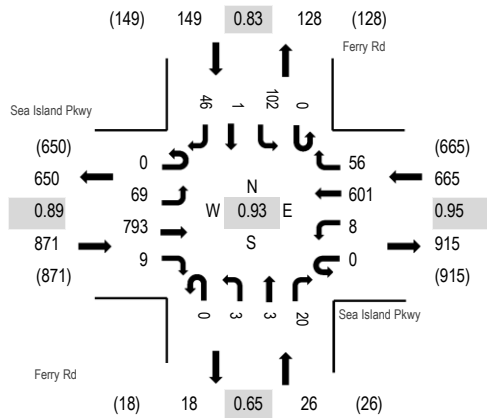 (149) 149 0.83 128 (128)
Ferry Rd
Sea Island Pkwy
46 1 102 0
(650) (665)
0 56
650 665
69 N 601
0.89 W 0.93 E 0.95
793 8
871 S 915
9 0
(871) (915)
0 3 3 20
Sea Island Pkwy
Ferry Rd
(18) 18 0.65 26 (26)